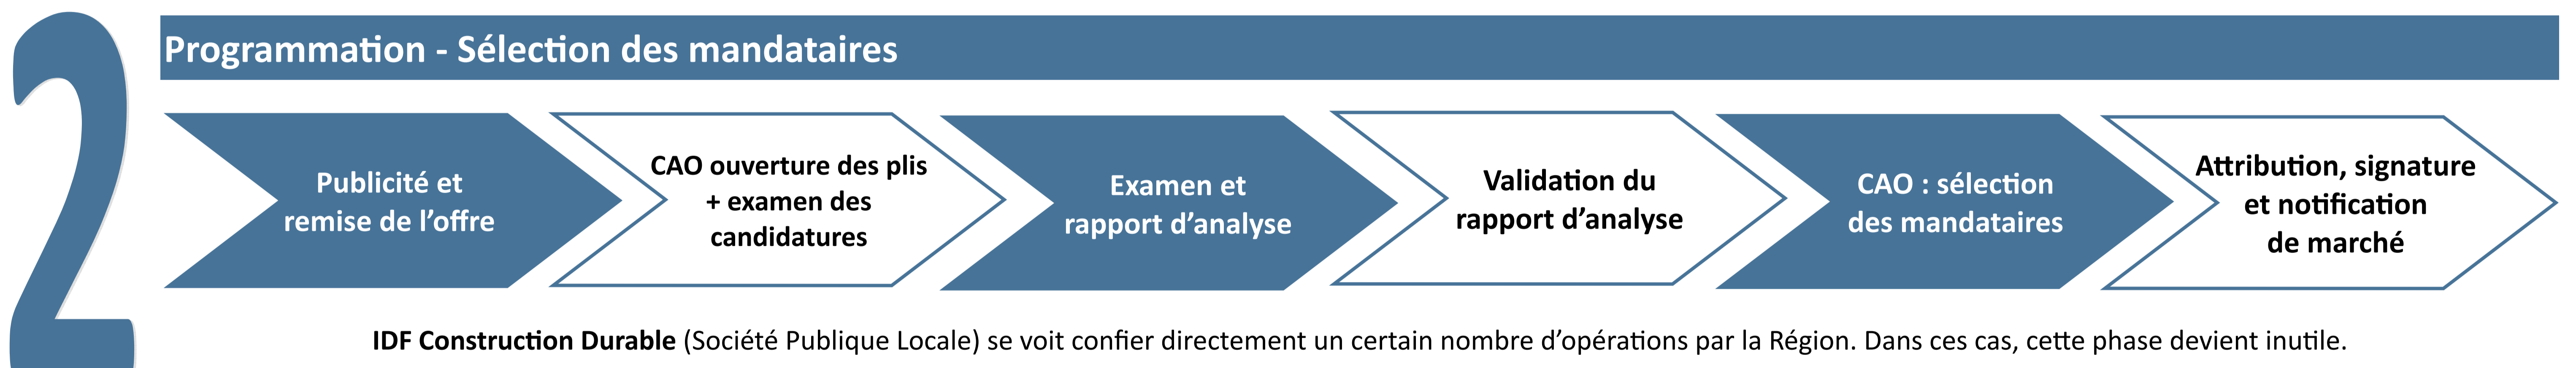 2
Programmation - Sélection des mandataires
Publicité et
remise de l’offre
CAO ouverture des plis
+ examen des
candidatures
Examen et
rapport d’analyse
Validation du
rapport d’analyse
CAO : sélection
des mandataires
Attribution, signature
et notification
de marché
IDF Construction Durable (Société Publique Locale) se voit confier directement un certain nombre d’opérations par la Région. Dans ces cas, cette phase devient inutile.